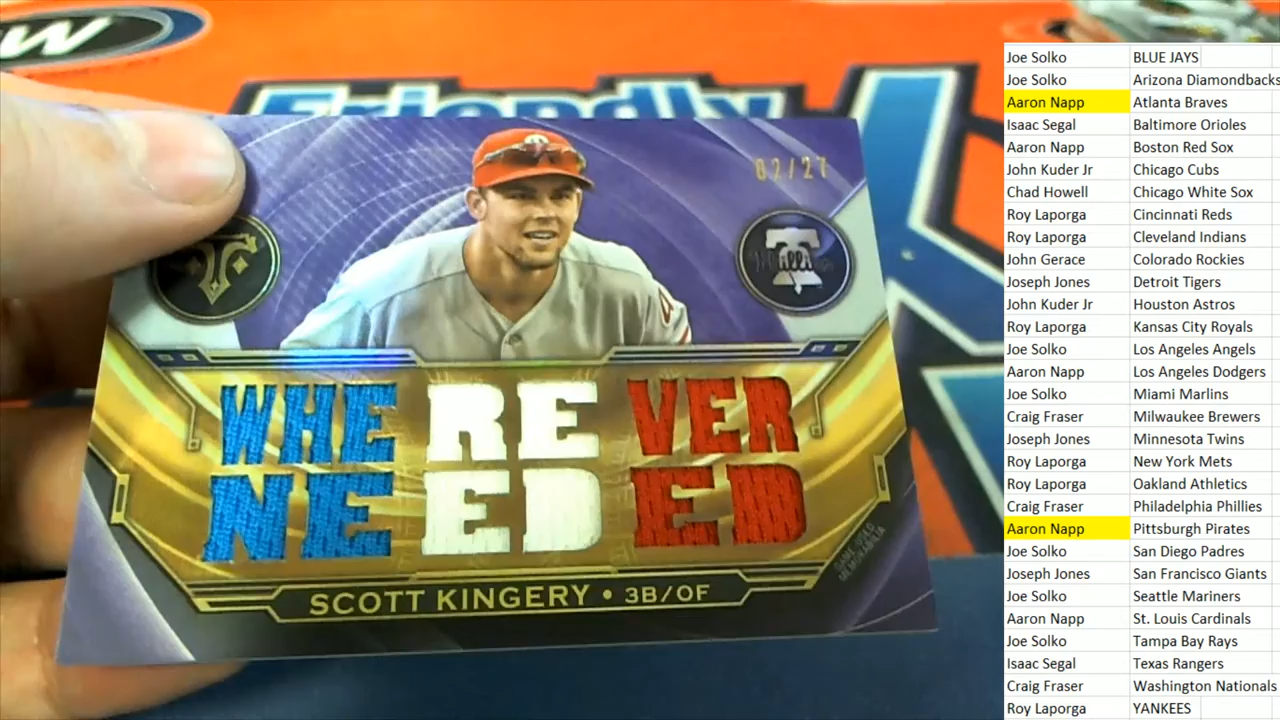 Friendly
02/27
Phillies
WHEREVER
NEEDED
GAME-USED
MEMORABILIA
SCOTT KINGERY • 3B/OF
Joe Solko BLUE JAYS
Joe Solko Arizona Diamondbacks
Aaron Napp Atlanta Braves
Isaac Segal Baltimore Orioles
Aaron Napp Boston Red Sox
John Kuder Jr Chicago Cubs
Chad Howell Chicago White Sox
Roy Laporga Cincinnati Reds
Roy Laporga Cleveland Indians
John Gerace Colorado Rockies
Joseph Jones Detroit Tigers
John Kuder Jr Houston Astros
Roy Laporga Kansas City Royals
Joe Solko Los Angeles Angels
Aaron Napp Los Angeles Dodgers
Joe Solko Miami Marlins
Craig Fraser Milwaukee Brewers
Joseph Jones Minnesota Twins
Roy Laporga New York Mets
Roy Laporga Oakland Athletics
Craig Fraser Philadelphia Phillies
Aaron Napp Pittsburgh Pirates
Joe Solko San Diego Padres
Joseph Jones San Francisco Giants
Joe Solko Seattle Mariners
Aaron Napp St. Louis Cardinals
Joe Solko Tampa Bay Rays
Isaac Segal Texas Rangers
Craig Fraser Washington Nationals
Roy Laporga YANKEES